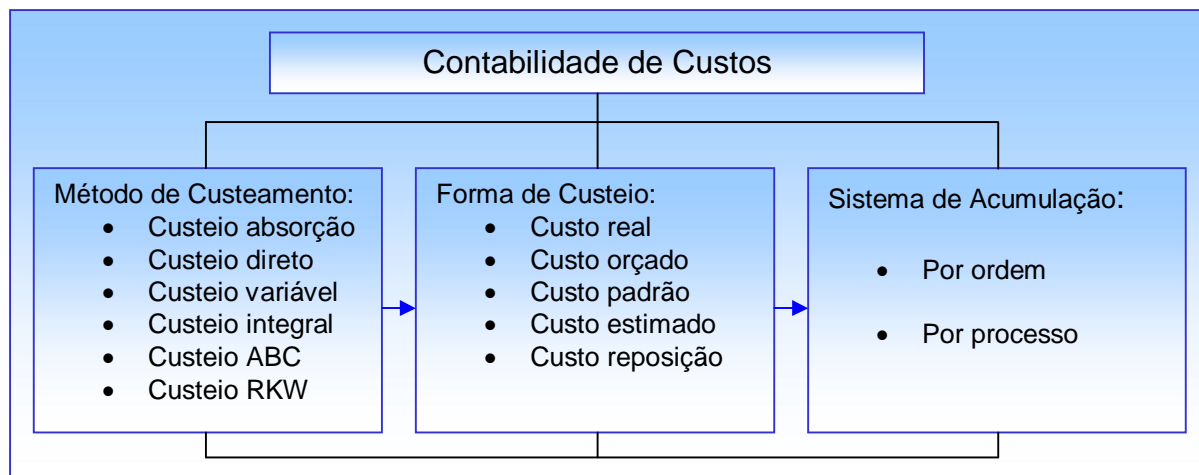 Contabilidade de Custos
Método de Custeamento:
• Custeio absorção
• Custeio direto
• Custeio variável
• Custeio integral
• Custeio ABC
• Custeio RKW
Forma de Custeio:
• Custo real
• Custo orçado
• Custo padrão
• Custo estimado
• Custo reposição
Sistema de Acumulação:
• Por ordem
• Por processo